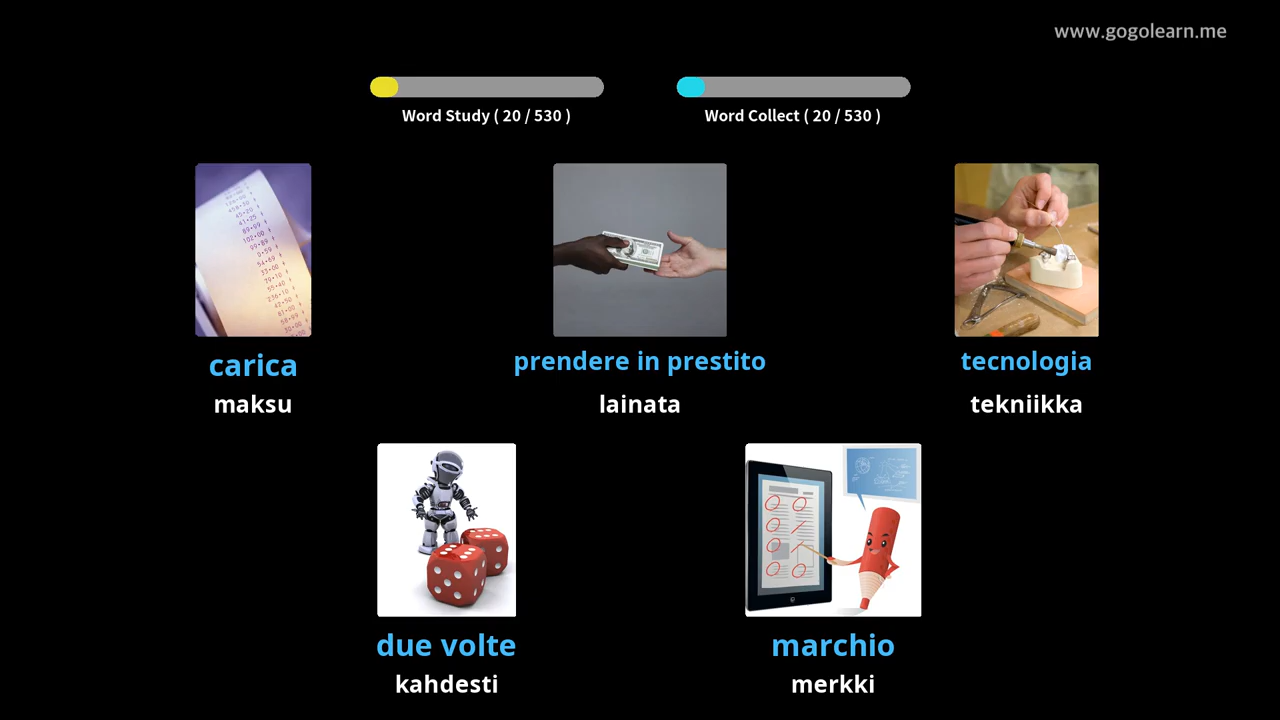 www.gogolearn.me
Word Study ( 20 / 530 )
Word Collect ( 20 / 530 )
carica
maksu
prendere in prestito
lainata
tecnologia
tekniikka
due volte
kahdesti
marchio
merkki